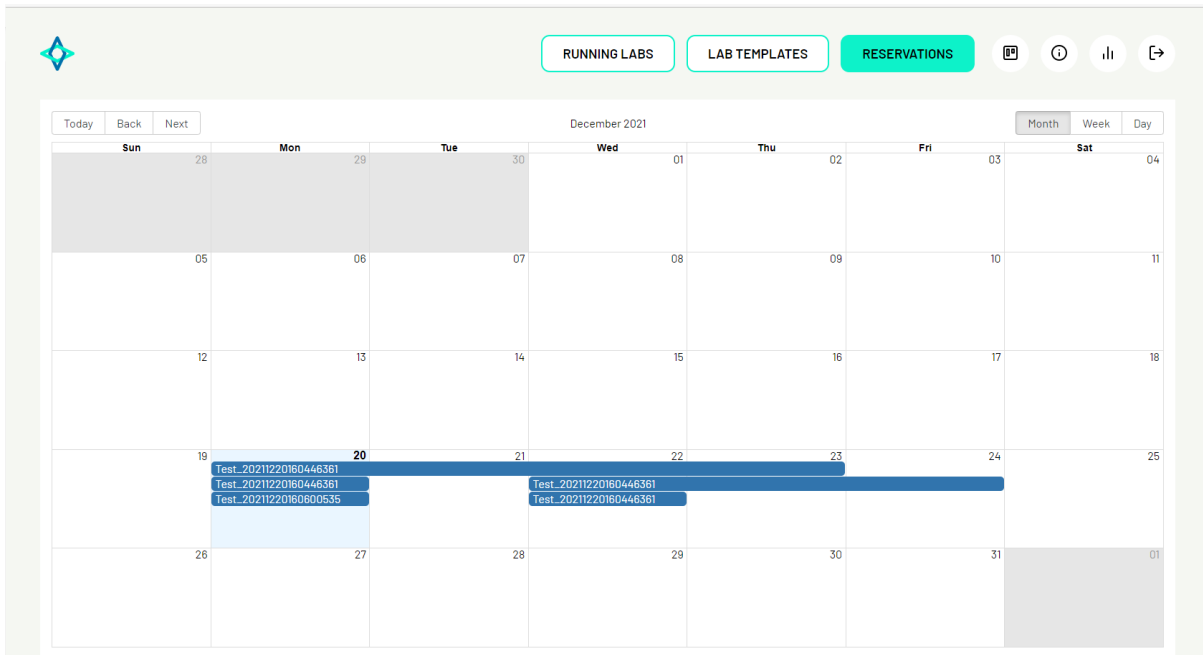 RUNNING LABS LAB TEMPLATES RESERVATIONS
Today Back Next December 2021 Month Week Day
Sun Mon Tue Wed Thu Fri Sat
28 29 30 01 02 03 04
05 06 07 08 09 10 11
12 13 14 15 16 17 18
19 20 21 22 23 24 25
Test_20211220160446361
Test_20211220160446361 Test_20211220160446361
Test_20211220160600535 Test_20211220160446361
26 27 28 29 30 31 01